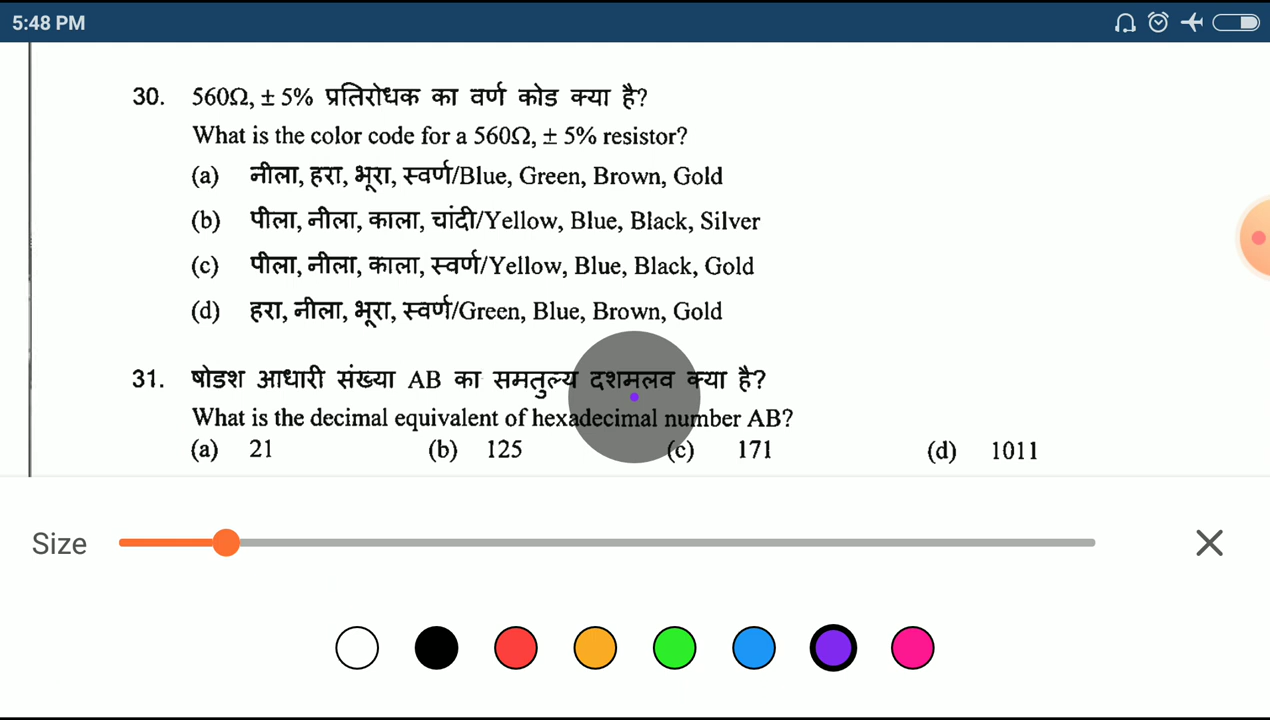 5:48 PM
30. 560Ω, ± 5% प्रतिरोधक का वर्ण कोड क्या है?
What is the color code for a 560Ω, ± 5% resistor?
(a) नीला, हरा, भूरा, स्वर्ण/Blue, Green, Brown, Gold
(b) पीला, नीला, काला, चांदी/Yellow, Blue, Black, Silver
(c) पीला, नीला, काला, स्वर्ण/Yellow, Blue, Black, Gold
(d) हरा, नीला, भूरा, स्वर्ण/Green, Blue, Brown, Gold
31. षोडश आधारी संख्या AB का समतुल्य दशमलव क्या है?
What is the decimal equivalent of hexadecimal number AB?
(a) 21 (b) 125 (c) 171 (d) 1011
Size